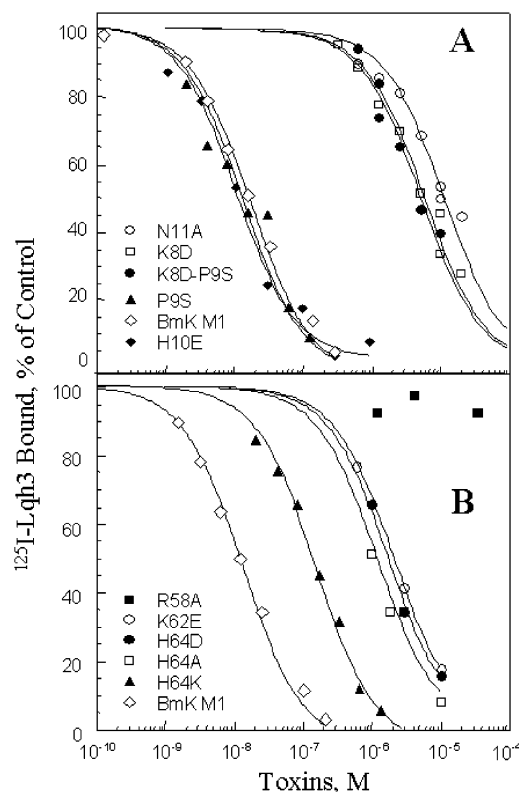 100
80
60
40
20
0
A
N11A
K8D
K8D-P9S
P9S
BmK M1
H10E
100
80
60
40
20
0
B
R58A
K62E
H64D
H64A
H64K
BmK M1
125I-Lqh3 Bound, % of Control
10-10 10-9 10-8 10-7 10-6 10-5 10-4
Toxins, M